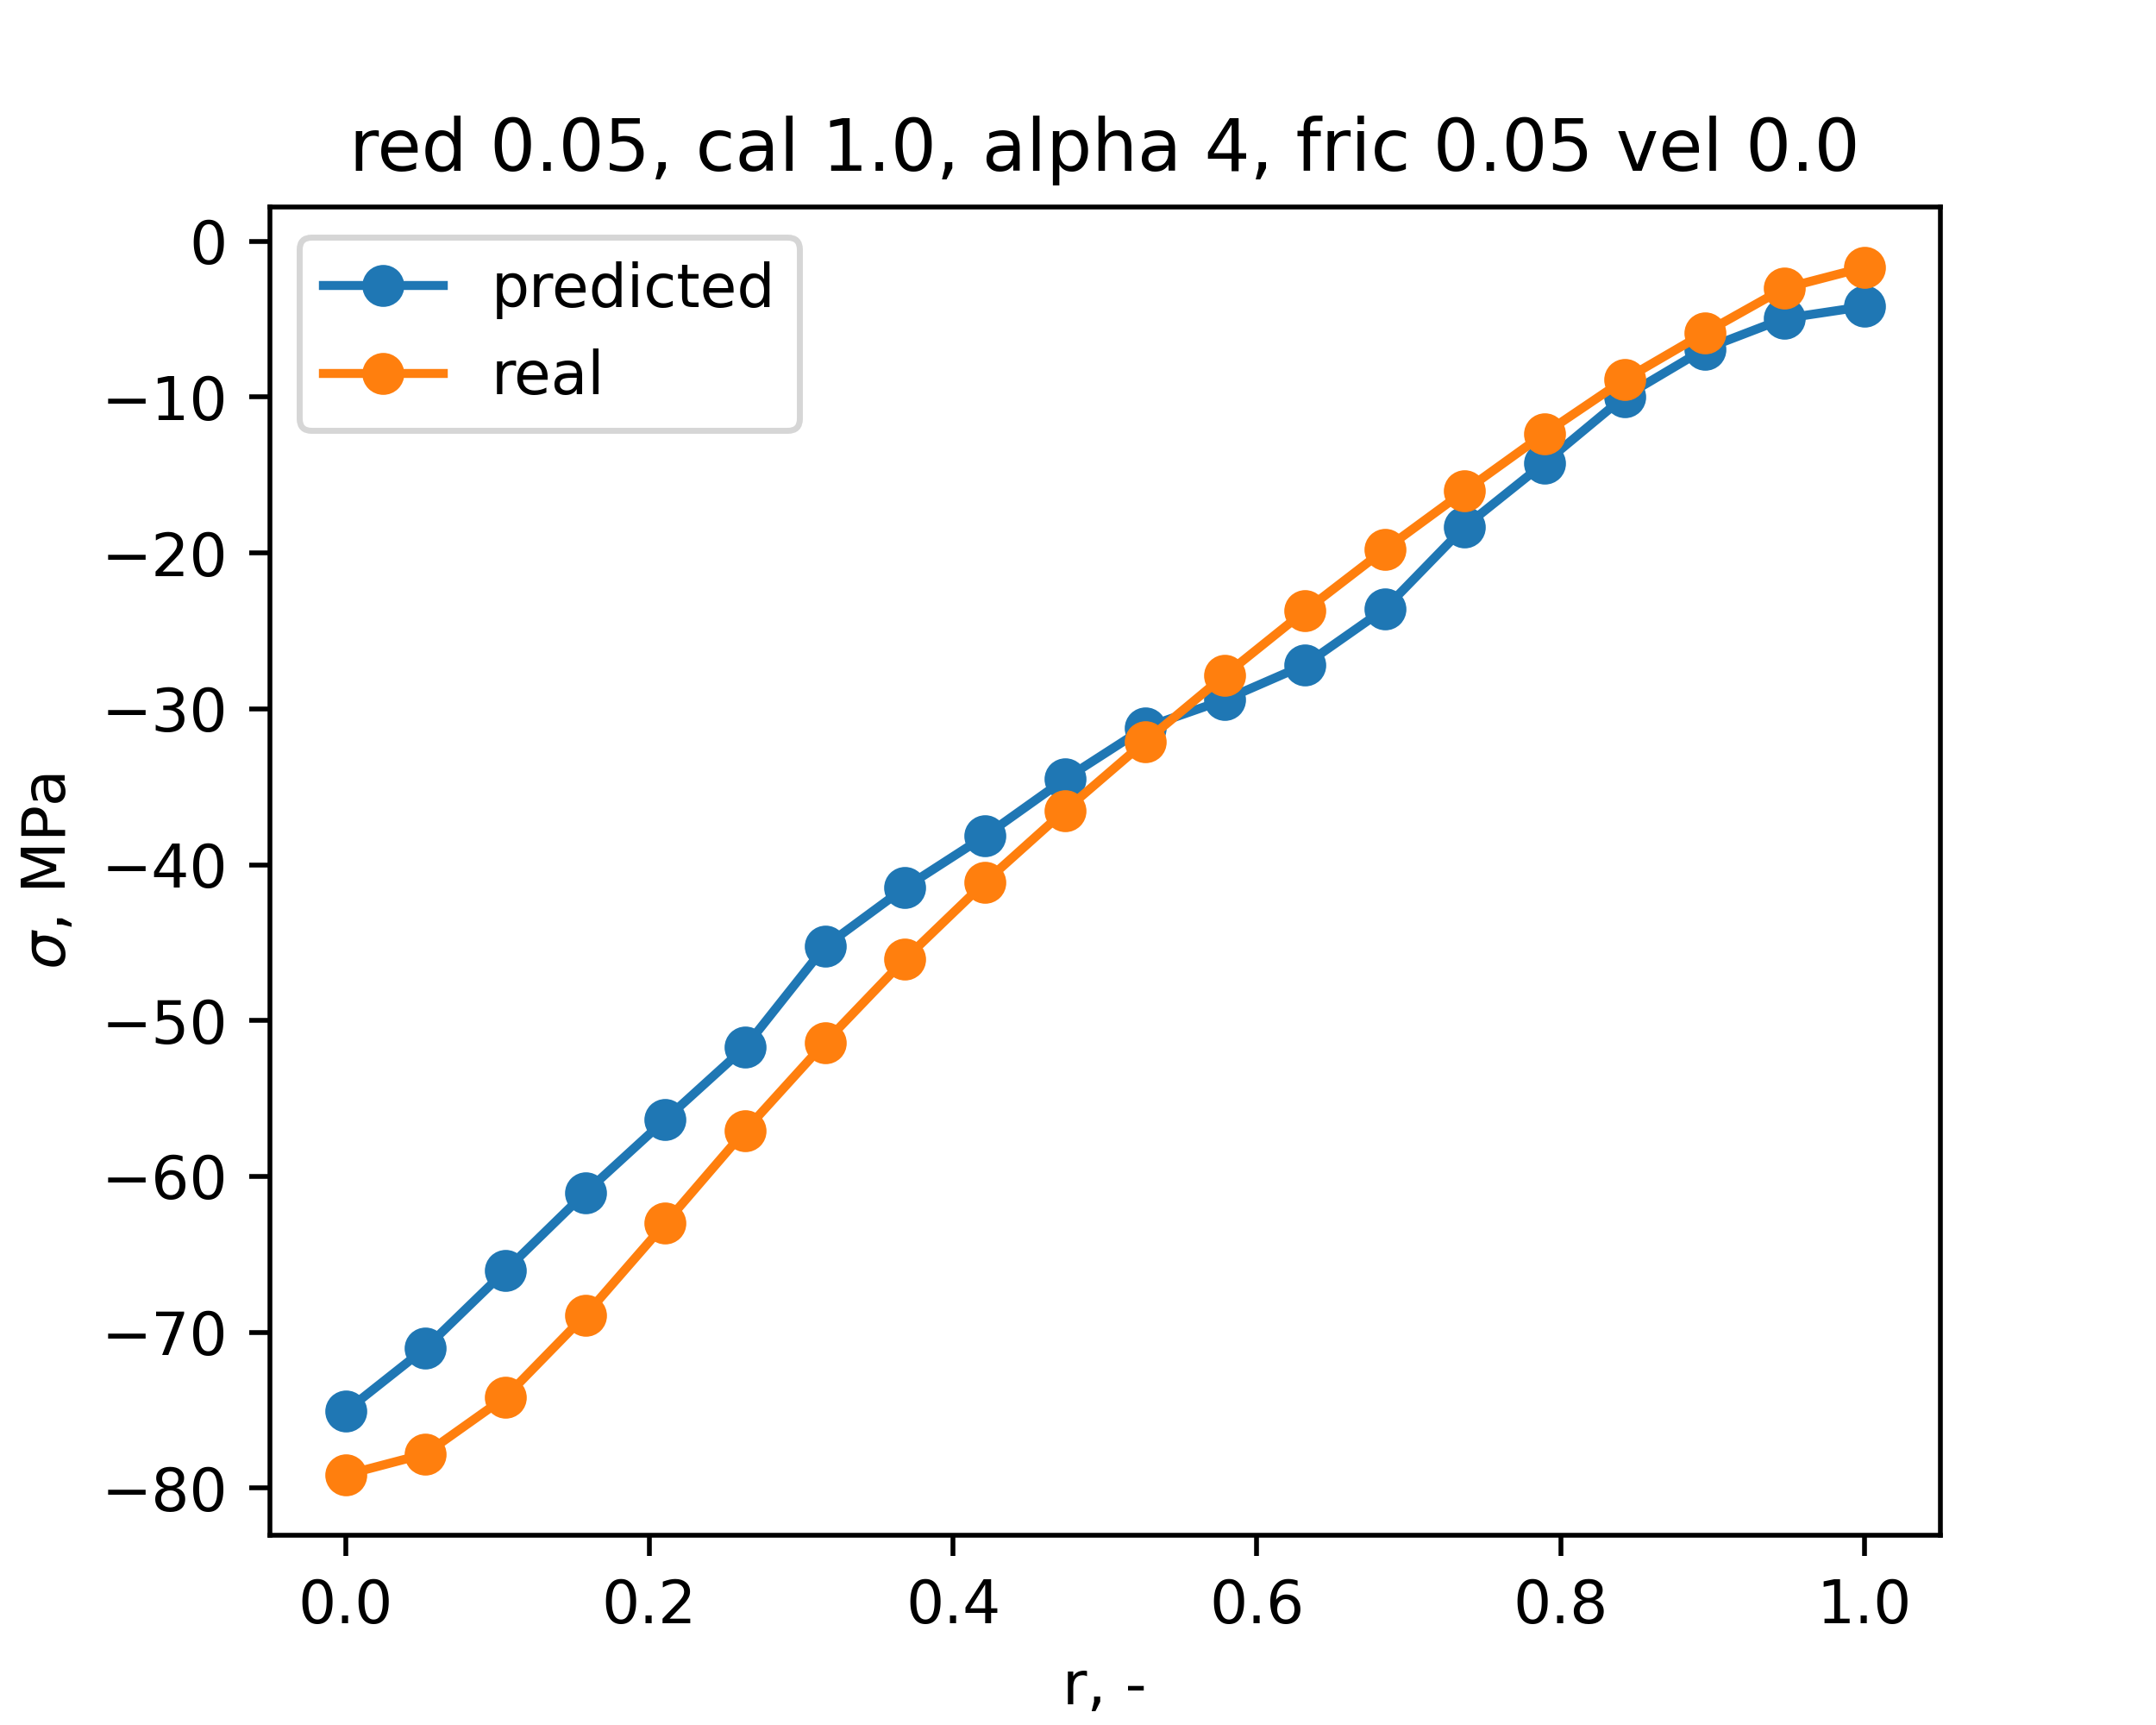 red 0.05, cal 1.0, alpha 4, fric 0.05 vel 0.0
predicted
real
0
−10
−20
−30
−40
−50
−60
−70
−80
σ, MPa
0.0 0.2 0.4 0.6 0.8 1.0
r, -